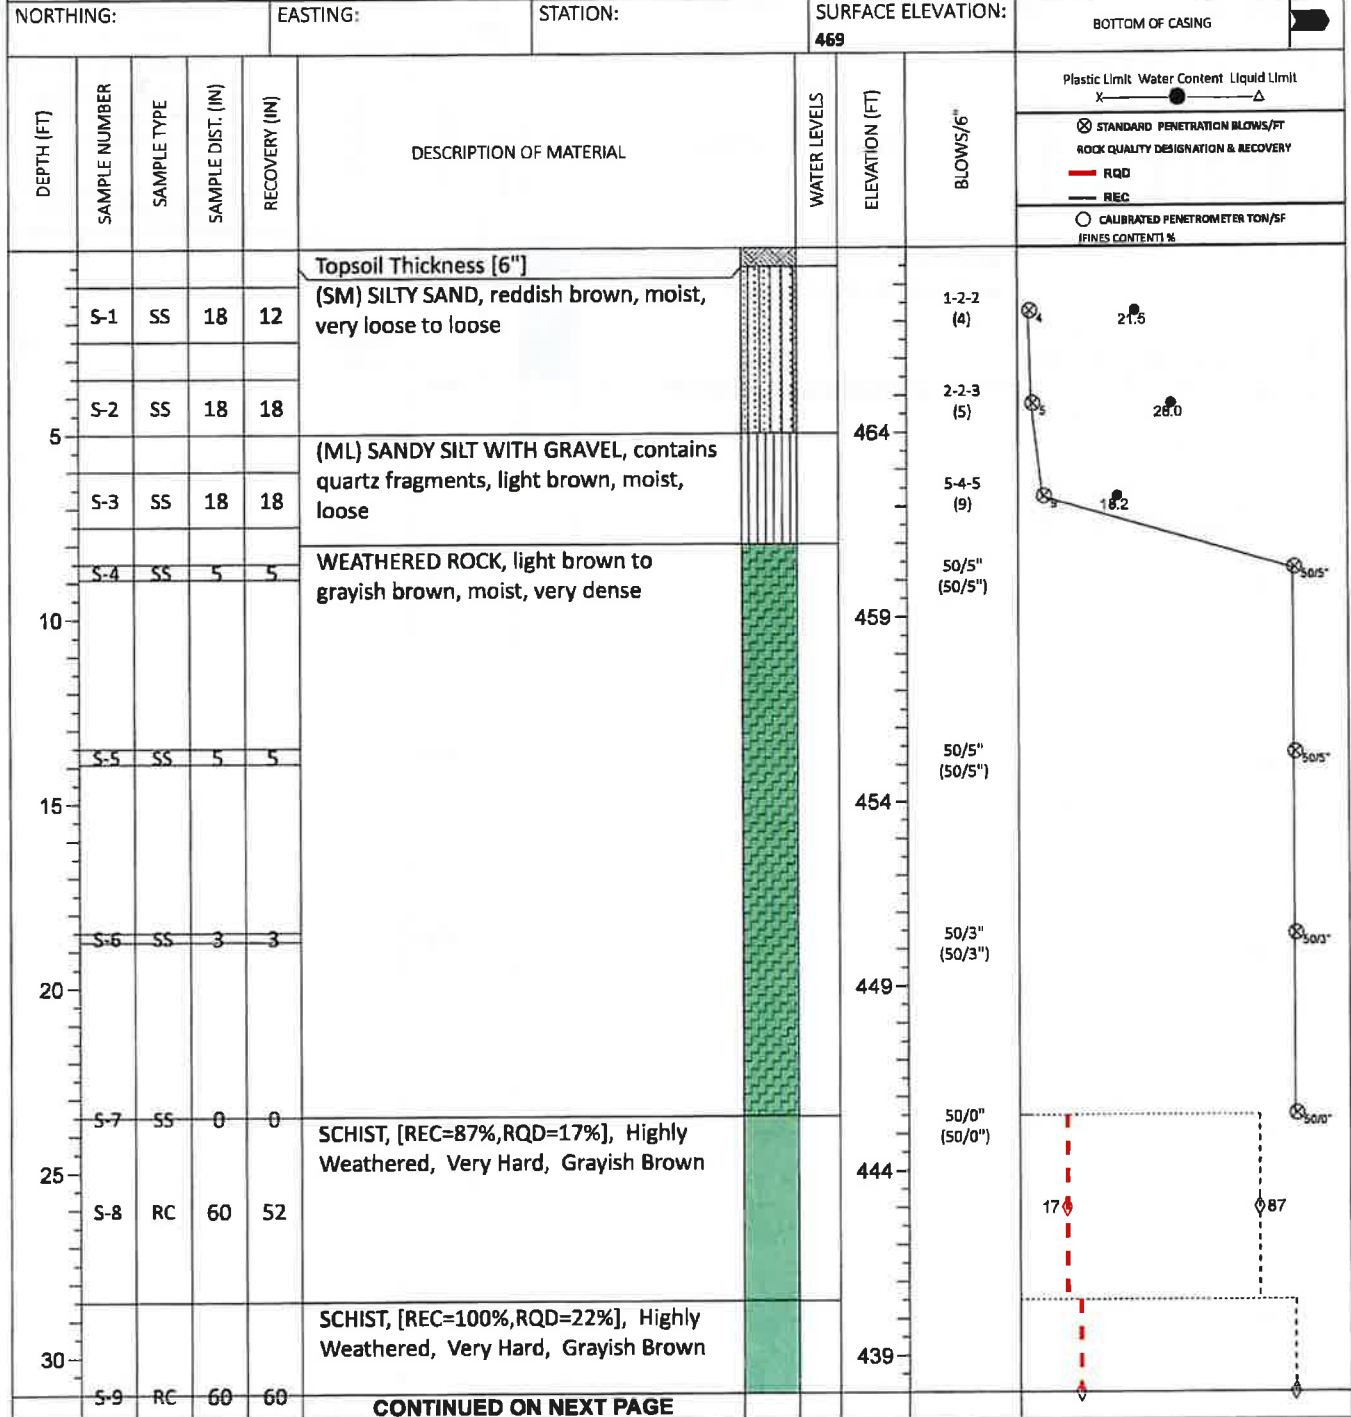 NORTHING:
EASTING:
STATION:
SURFACE ELEVATION:
469
BOTTOM OF CASING
DEPTH (FT)
SAMPLE NUMBER
SAMPLE TYPE
SAMPLE DIST. (IN)
RECOVERY (IN)
DESCRIPTION OF MATERIAL
WATER LEVELS
ELEVATION (FT)
BLOWS/6"
Plastic Limit Water Content Liquid Limit
X
STANDARD PENETRATION BLOWS/FT
ROCK QUALITY DESIGNATION & RECOVERY
RQD
REC
CALIBRATED PENETROMETER TON/SF
[FINES CONTENT] %
Topsoil Thickness [6"]
(SM) SILTY SAND, reddish brown, moist,
very loose to loose
S-1 SS 18 12
1-2-2
(4)
4
21.5
S-2 SS 18 18
2-2-3
(5)
5
28.0
5
464
(ML) SANDY SILT WITH GRAVEL, contains
quartz fragments, light brown, moist,
loose
S-3 SS 18 18
5-4-5
(9)
9
18.2
WEATHERED ROCK, light brown to
grayish brown, moist, very dense
S-4 SS 5 5
50/5"
(50/5")
50/5"
10
459
S-5 SS 5 5
50/5"
(50/5")
50/5"
15
454
S-6 SS 3 3
50/3"
(50/3")
50/3"
20
449
S-7 SS 0 0
50/0"
(50/0")
50/0"
SCHIST, [REC=87%,RQD=17%], Highly
Weathered, Very Hard, Grayish Brown
25
444
S-8 RC 60 52
17
87
SCHIST, [REC=100%,RQD=22%], Highly
Weathered, Very Hard, Grayish Brown
30
439
S-9 RC 60 60
CONTINUED ON NEXT PAGE